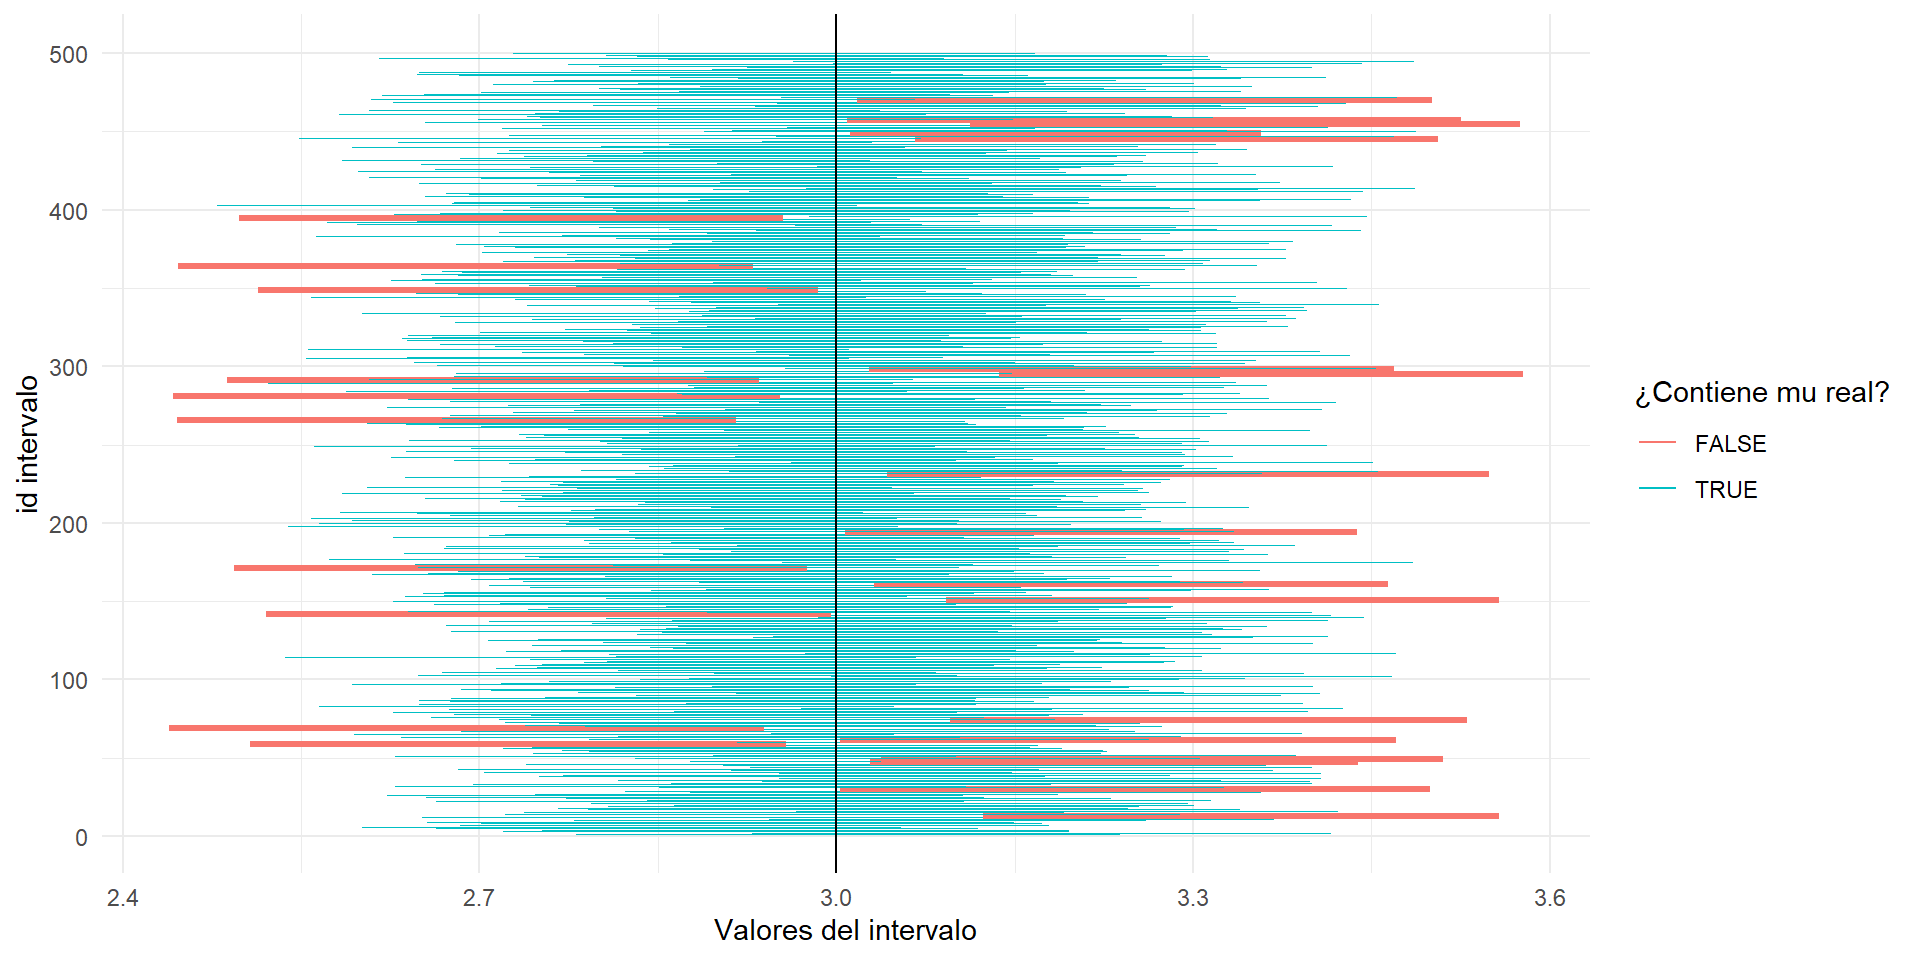 500
400
300
200
100
0
id intervalo
2.4 2.7 3.0 3.3 3.6
Valores del intervalo
¿Contiene mu real?
FALSE
TRUE